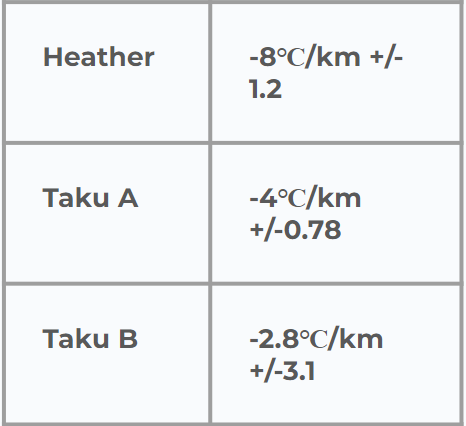 Heather
-8°C/km +/-
1.2
Taku A
-4°C/km
+/-0.78
Taku B
-2.8°C/km
+/-3.1